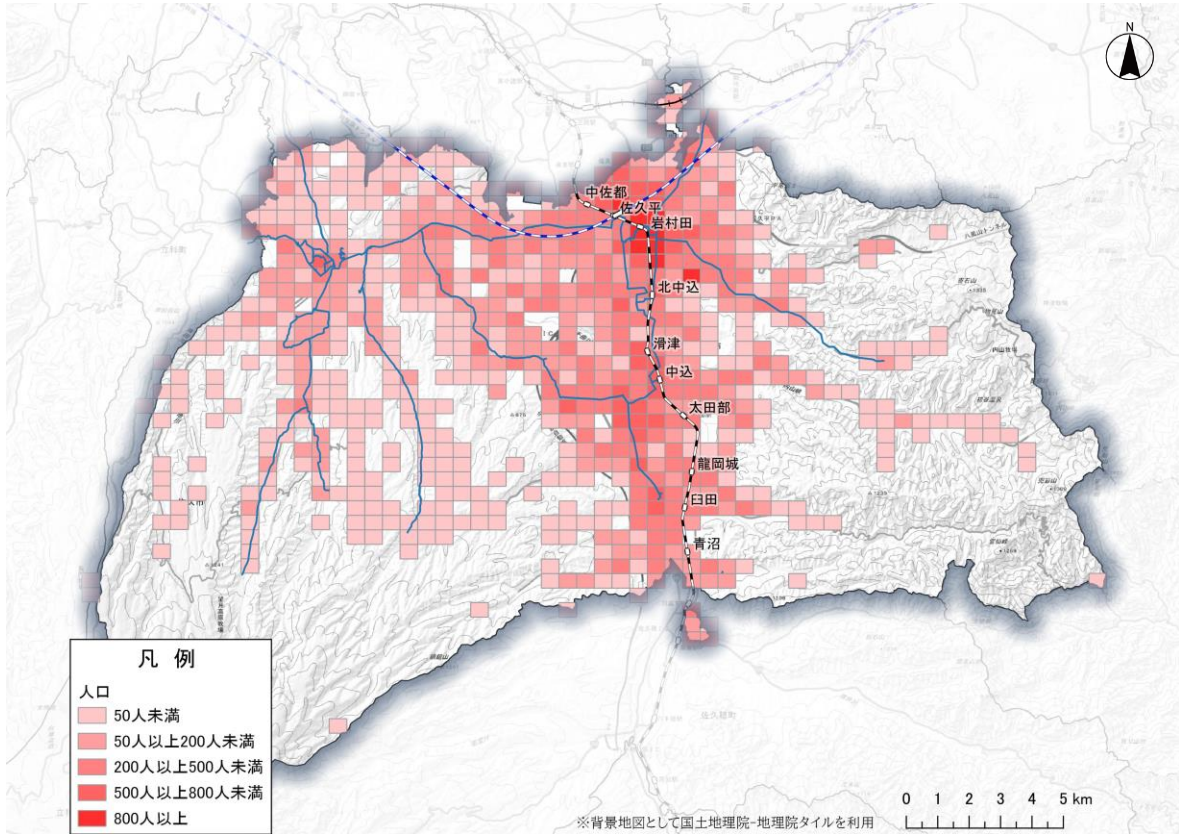 N
中佐都
佐久平
岩村田
北中込
滑津
中込
太田部
龍岡城
臼田
青沼
佐久穂町
凡 例
人口
50人未満
50人以上200人未満
200人以上500人未満
500人以上800人未満
800人以上
0 1 2 3 4 5 km
※背景地図として国土地理院-地理院タイルを利用